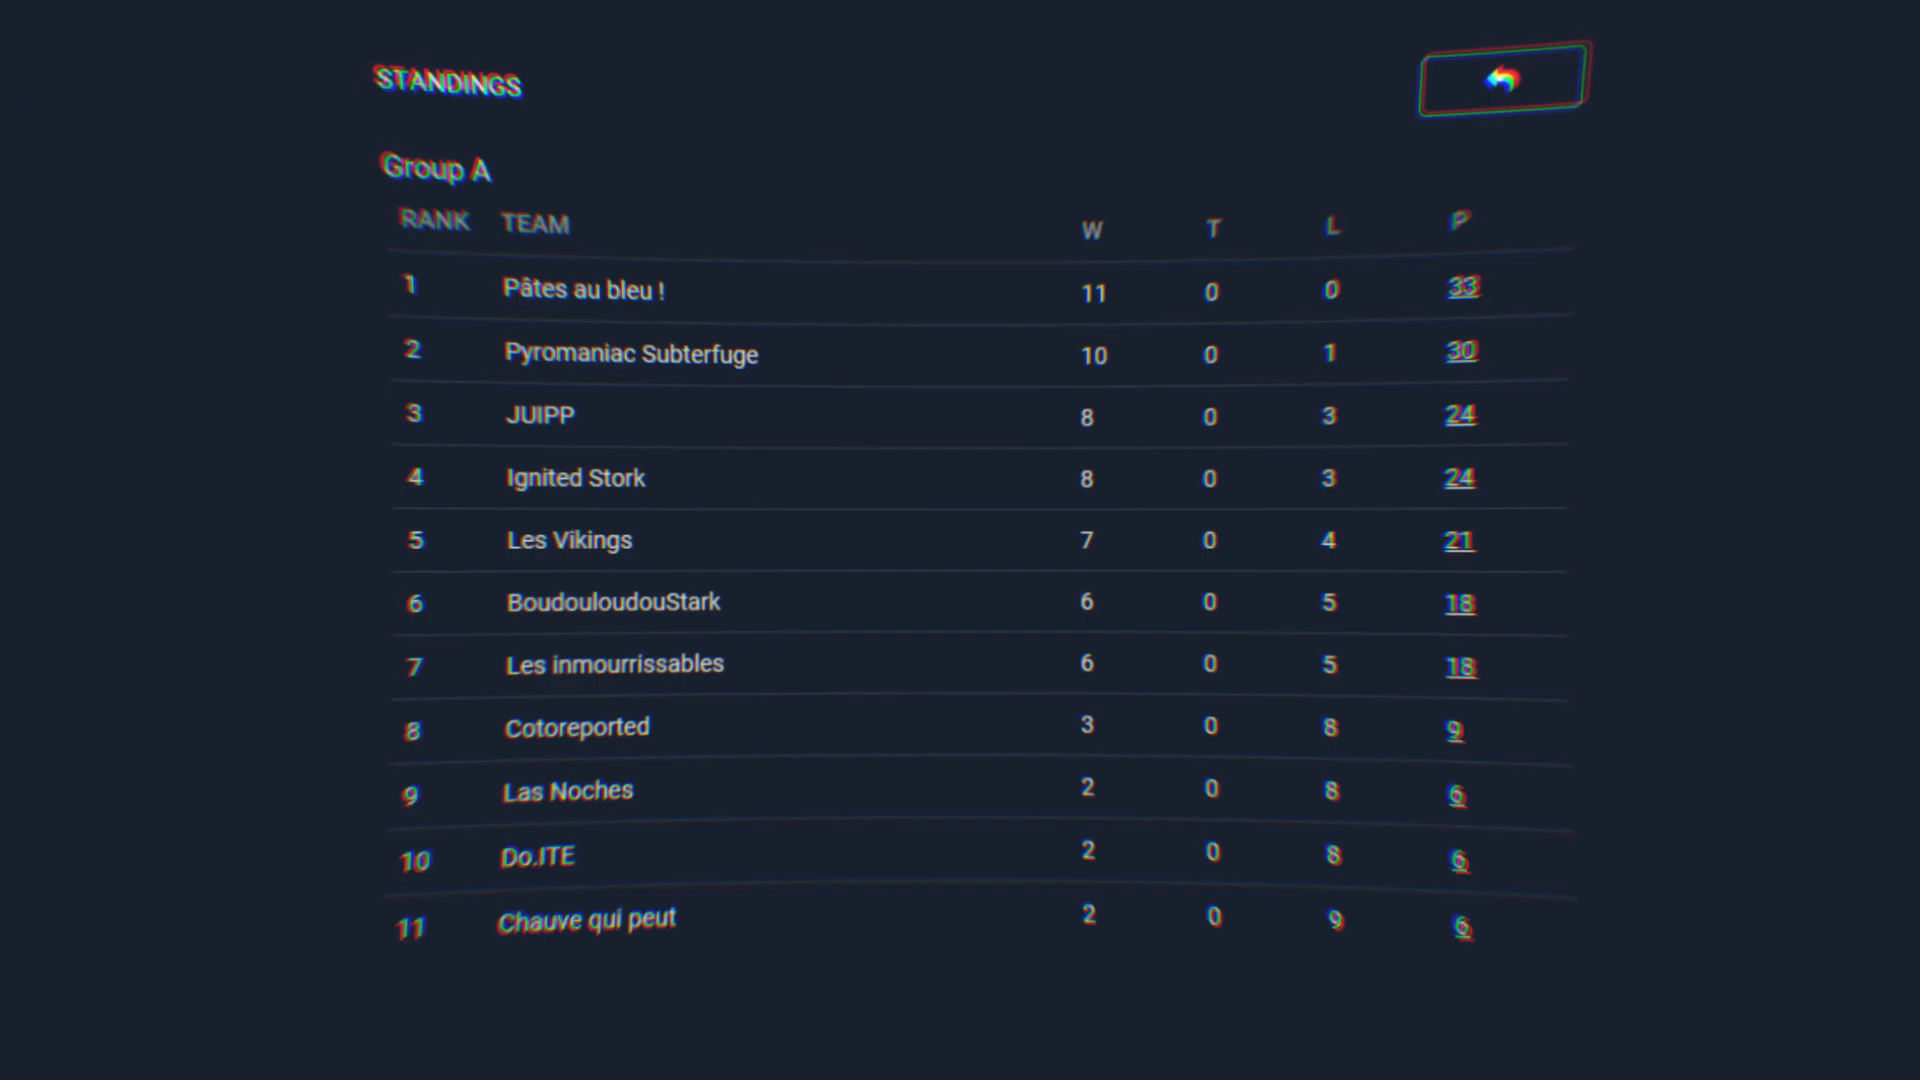 STANDINGS
Group A
RANK TEAM W T L P
1 Pâtes au bleu ! 11 0 0 33
2 Pyromaniac Subterfuge 10 0 1 30
3 JUIPP 8 0 3 24
4 Ignited Stork 8 0 3 24
5 Les Vikings 7 0 4 21
6 BoudouloudouStark 6 0 5 18
7 Les inmourrissables 6 0 5 18
8 Cotoreported 3 0 8 9
9 Las Noches 2 0 8 6
10 Do.ITE 2 0 8 6
11 Chauve qui peut 2 0 9 6